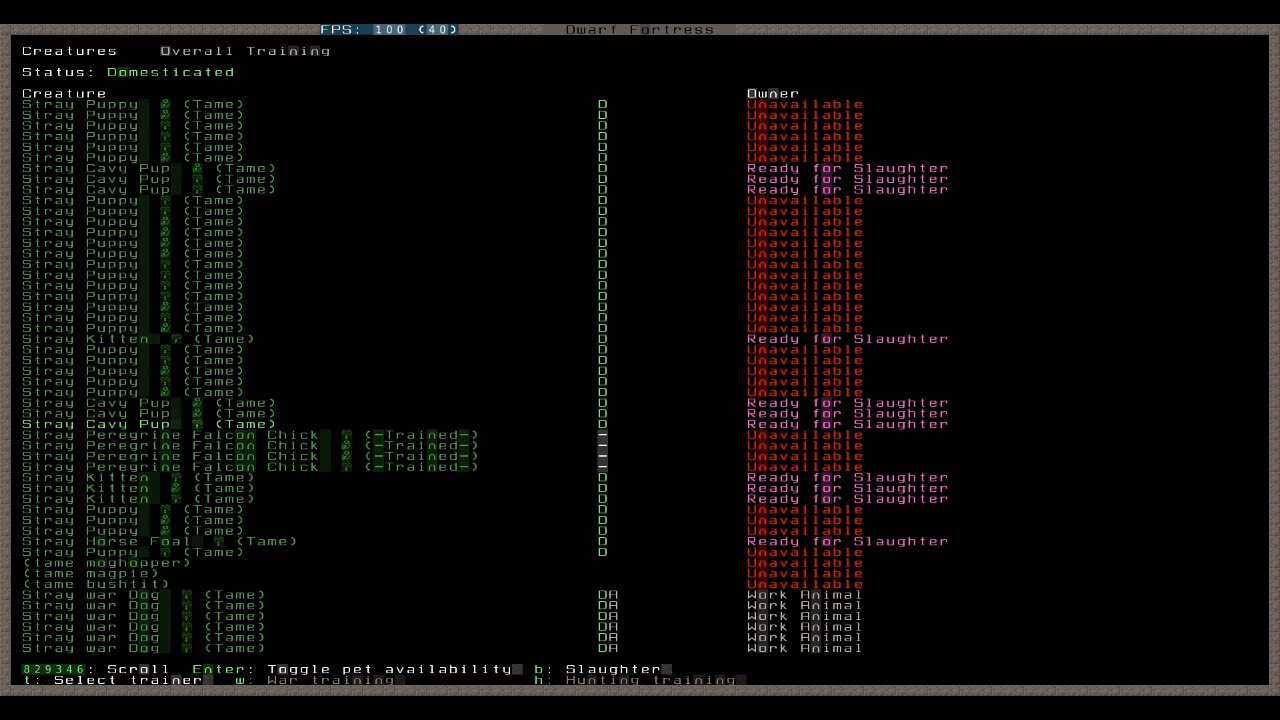 FPS: 100 (40) Dwarf Fortress
Creatures Overall Training
Status: Domesticated
Creature Owner
Stray Puppy (Tame) D Unavailable
Stray Puppy (Tame) D Unavailable
Stray Puppy (Tame) D Unavailable
Stray Puppy (Tame) D Unavailable
Stray Puppy (Tame) D Unavailable
Stray Puppy (Tame) D Unavailable
Stray Cavy Pup (Tame) D Ready for Slaughter
Stray Cavy Pup (Tame) D Ready for Slaughter
Stray Cavy Pup (Tame) D Ready for Slaughter
Stray Puppy (Tame) D Unavailable
Stray Puppy (Tame) D Unavailable
Stray Puppy (Tame) D Unavailable
Stray Puppy (Tame) D Unavailable
Stray Puppy (Tame) D Unavailable
Stray Puppy (Tame) D Unavailable
Stray Puppy (Tame) D Unavailable
Stray Puppy (Tame) D Unavailable
Stray Puppy (Tame) D Unavailable
Stray Puppy (Tame) D Unavailable
Stray Puppy (Tame) D Unavailable
Stray Puppy (Tame) D Unavailable
Stray Puppy (Tame) D Unavailable
Stray Kitten (Tame) D Ready for Slaughter
Stray Puppy (Tame) D Unavailable
Stray Puppy (Tame) D Unavailable
Stray Puppy (Tame) D Unavailable
Stray Puppy (Tame) D Unavailable
Stray Puppy (Tame) D Unavailable
Stray Cavy Pup (Tame) D Ready for Slaughter
Stray Cavy Pup (Tame) D Ready for Slaughter
Stray Cavy Pup (Tame) D Ready for Slaughter
Stray Peregrine Falcon Chick (-Trained-) - Unavailable
Stray Peregrine Falcon Chick (-Trained-) - Unavailable
Stray Peregrine Falcon Chick (-Trained-) - Unavailable
Stray Peregrine Falcon Chick (-Trained-) - Unavailable
Stray Kitten (Tame) D Ready for Slaughter
Stray Kitten (Tame) D Ready for Slaughter
Stray Kitten (Tame) D Ready for Slaughter
Stray Puppy (Tame) D Unavailable
Stray Puppy (Tame) D Unavailable
Stray Puppy (Tame) D Unavailable
Stray Horse Foal (Tame) D Ready for Slaughter
Stray Puppy (Tame) D Unavailable
(tame moghopper) Unavailable
(tame magpie) Unavailable
(tame bushtit) Unavailable
Stray war Dog (Tame) DA Work Animal
Stray war Dog (Tame) DA Work Animal
Stray war Dog (Tame) DA Work Animal
Stray war Dog (Tame) DA Work Animal
Stray war Dog (Tame) DA Work Animal
Stray war Dog (Tame) DA Work Animal
829346: Scroll Enter: Toggle pet availability b: Slaughter
t: Select trainer w: War training h: Hunting training